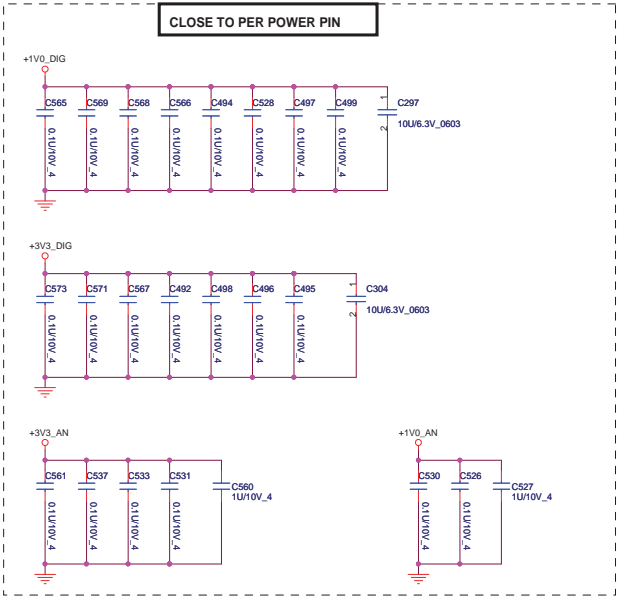 CLOSE TO PER POWER PIN
+1V0_DIG
C565 C569 C568 C566 C494 C528 C497 C499 1 C297
0.1U/10V_4 0.1U/10V_4 0.1U/10V_4 0.1U/10V_4 0.1U/10V_4 0.1U/10V_4 0.1U/10V_4 0.1U/10V_4 2 10U/6.3V_0603
+3V3_DIG
C573 C571 C567 C492 C498 C496 C495 1 C304
0.1U/10V_4 0.1U/10V_4 0.1U/10V_4 0.1U/10V_4 0.1U/10V_4 0.1U/10V_4 0.1U/10V_4 2 10U/6.3V_0603
+3V3_AN
C561 C537 C533 C531 C560
0.1U/10V_4 0.1U/10V_4 0.1U/10V_4 0.1U/10V_4 1U/10V_4
+1V0_AN
C530 C526 C527
0.1U/10V_4 0.1U/10V_4 1U/10V_4